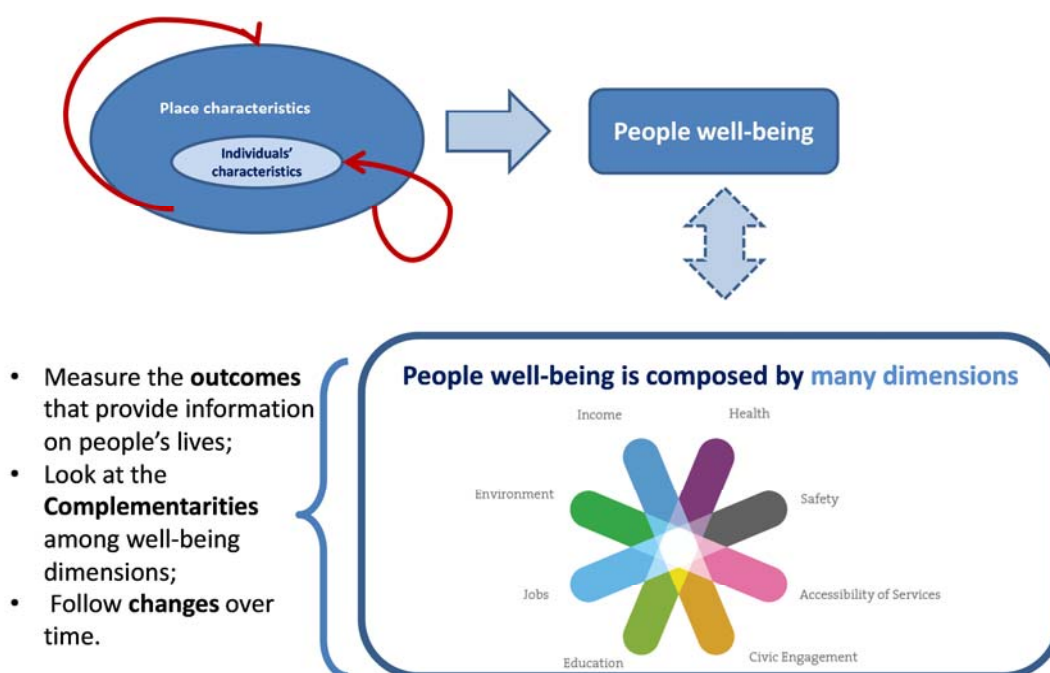 Place characteristics
Individuals’
characteristics
People well-being
• Measure the outcomes
that provide information
on people’s lives;
• Look at the
Complementarities
among well-being
dimensions;
• Follow changes over
time.
People well-being is composed by many dimensions
Income
Health
Environment
Safety
Jobs
Accessibility of Services
Education
Civic Engagement